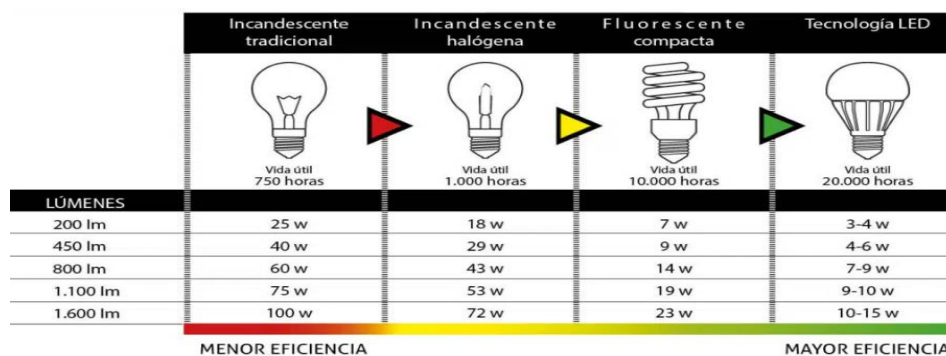 Incandescente tradicional Incandescente halógena Fluorescente compacta Tecnología LED
Vida útil 750 horas Vida útil 1.000 horas Vida útil 10.000 horas Vida útil 20.000 horas
LÚMENES
200 lm 25 w 18 w 7 w 3-4 w
450 lm 40 w 29 w 9 w 4-6 w
800 lm 60 w 43 w 14 w 7-9 w
1.100 lm 75 w 53 w 19 w 9-10 w
1.600 lm 100 w 72 w 23 w 10-15 w
MENOR EFICIENCIA MAYOR EFICIENCIA